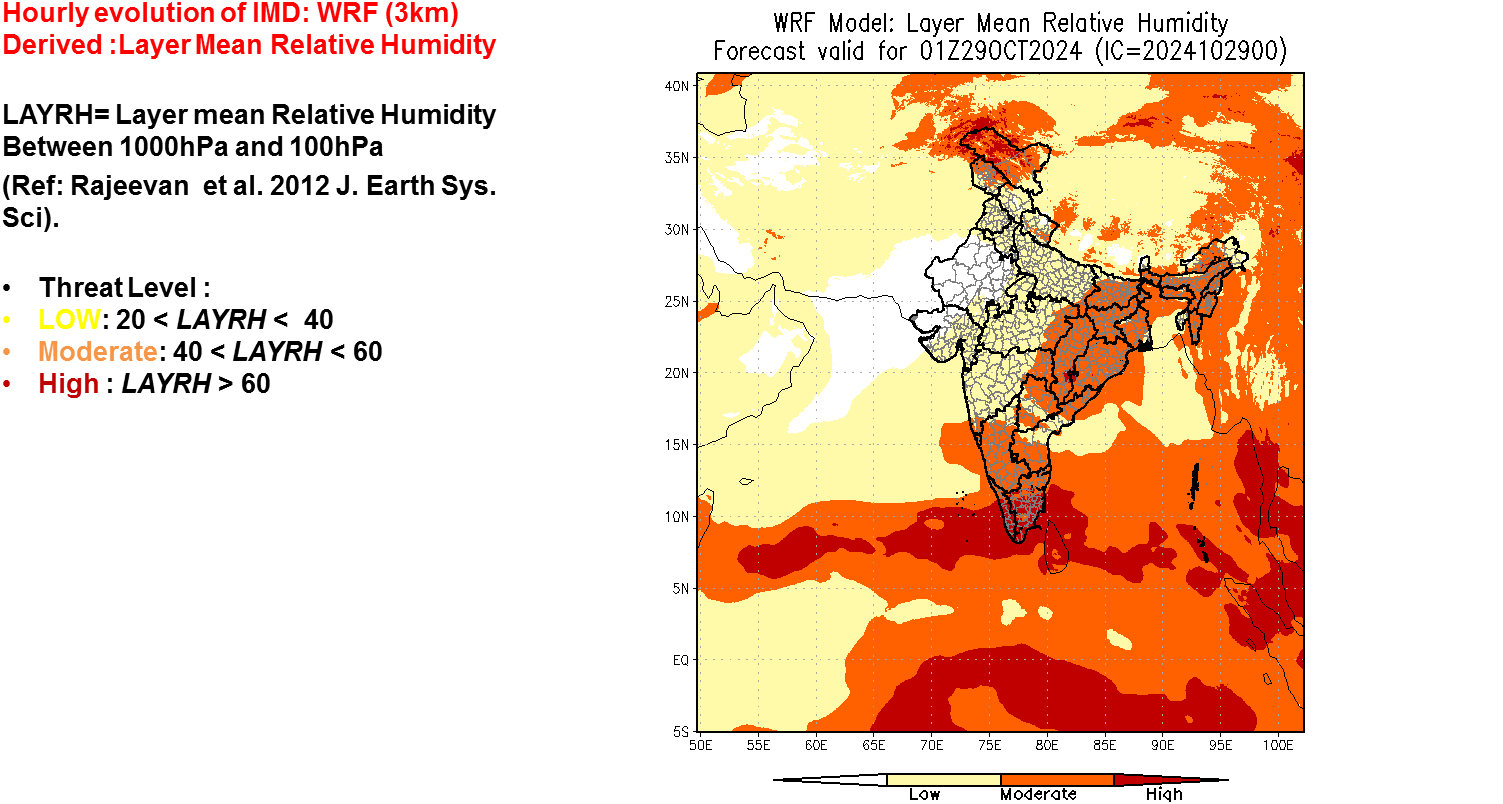 Hourly evolution of IMD: WRF (3km)
Derived :Layer Mean Relative Humidity
LAYRH= Layer mean Relative Humidity
Between 1000hPa and 100hPa
(Ref: Rajeevan et al. 2012 J. Earth Sys.
Sci).
• Threat Level :
• LOW: 20 < LAYRH < 40
• Moderate: 40 < LAYRH < 60
• High : LAYRH > 60
WRF Model: Layer Mean Relative Humidity
Forecast valid for 01Z29OCT2024 (IC=2024102900)
40N
35N
30N
25N
20N
15N
10N
5N
EQ
5S
50E 55E 60E 65E 70E 75E 80E 85E 90E 95E 100E
Low Moderate High